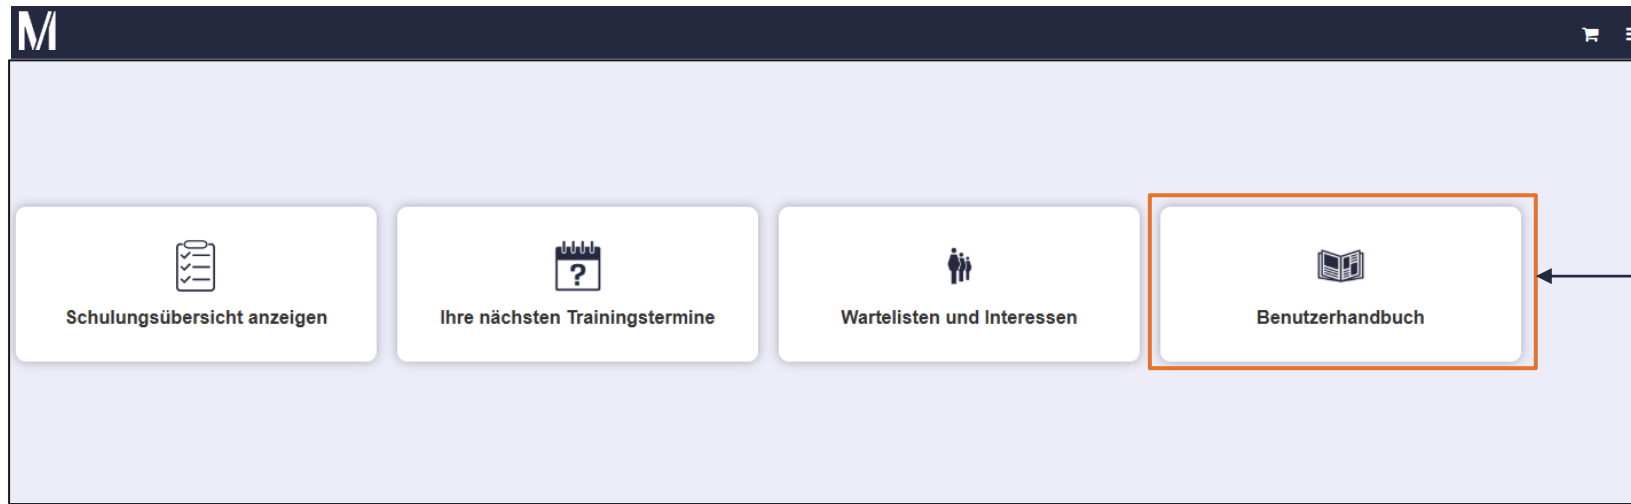 M
Schulungsübersicht anzeigen
?
Ihre nächsten Trainingstermine
Wartelisten und Interessen
Benutzerhandbuch